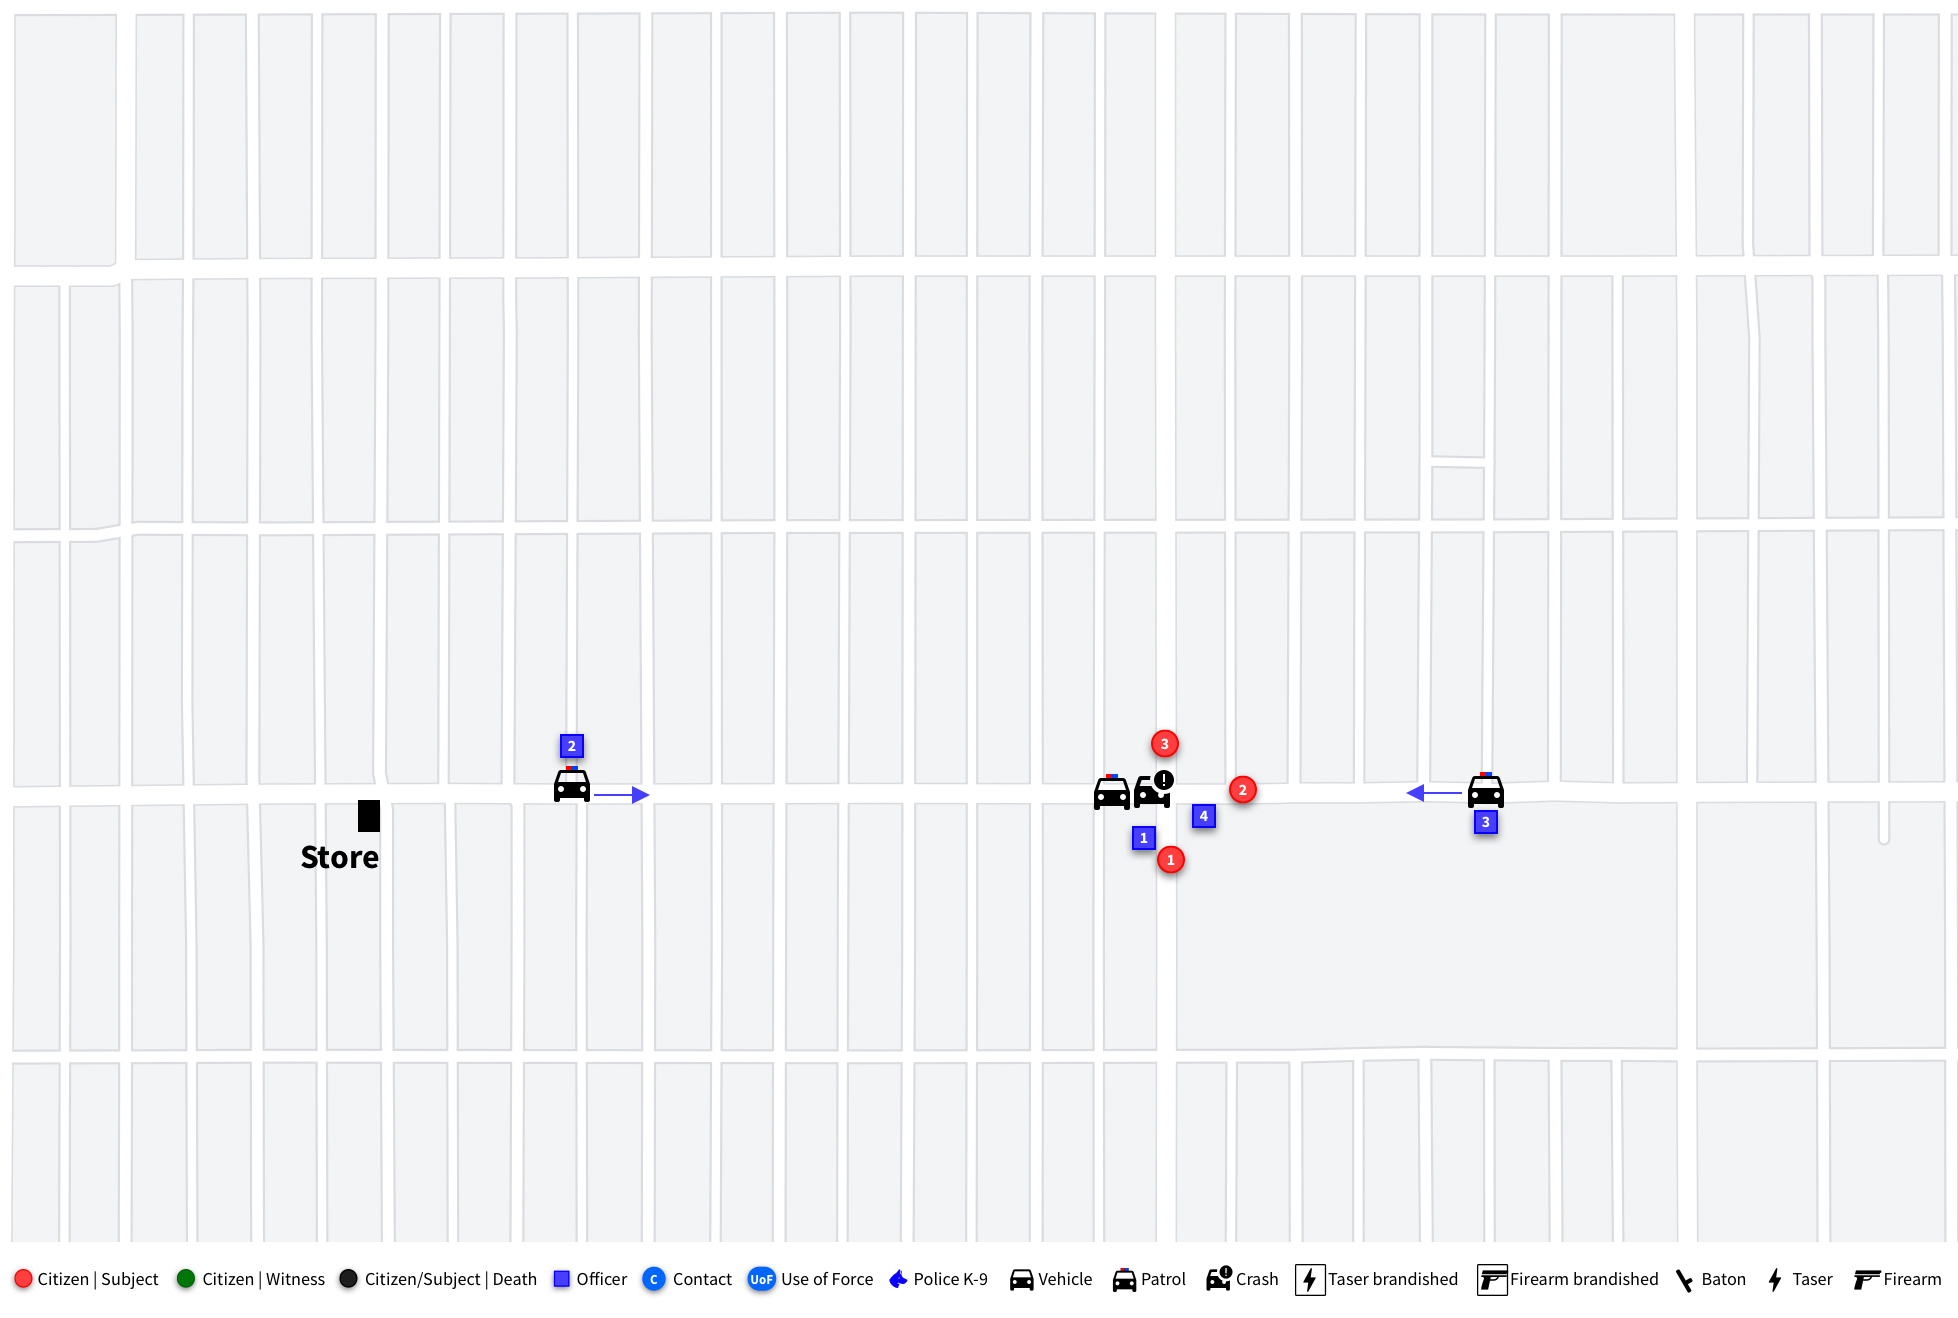 3
2
2
4
3
1
1
Store
Citizen | Subject
Citizen | Witness
Citizen/Subject | Death
Officer
C Contact
UoF Use of Force
Police K-9
Vehicle
Patrol
! Crash
Taser brandished
Firearm brandished
Baton
Taser
Firearm